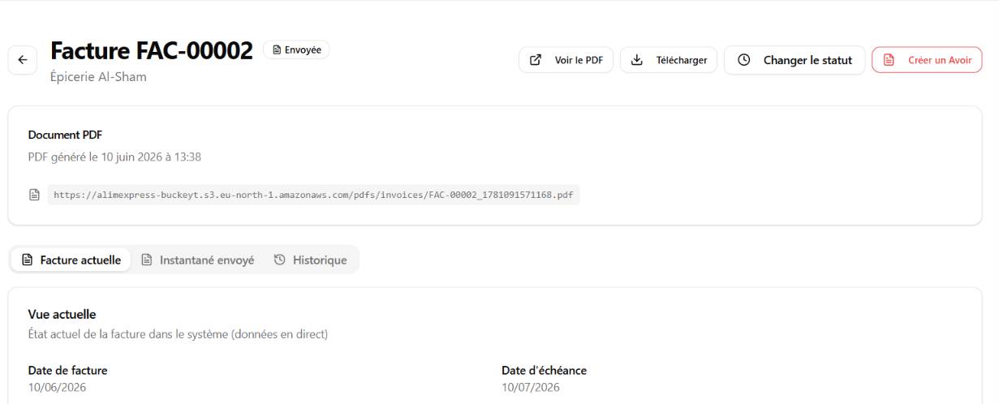 Facture FAC-00002
Envoyée
Épicerie Al-Sham
Voir le PDF
Télécharger
Changer le statut
Créer un Avoir
Document PDF
PDF généré le 10 juin 2026 à 13:38
https://alimexpress-buckeyt.s3.eu-north-1.amazonaws.com/pdfs/invoices/FAC-00002_1781091571168.pdf
Facture actuelle
Instantané envoyé
Historique
Vue actuelle
État actuel de la facture dans le système (données en direct)
Date de facture
10/06/2026
Date d'échéance
10/07/2026